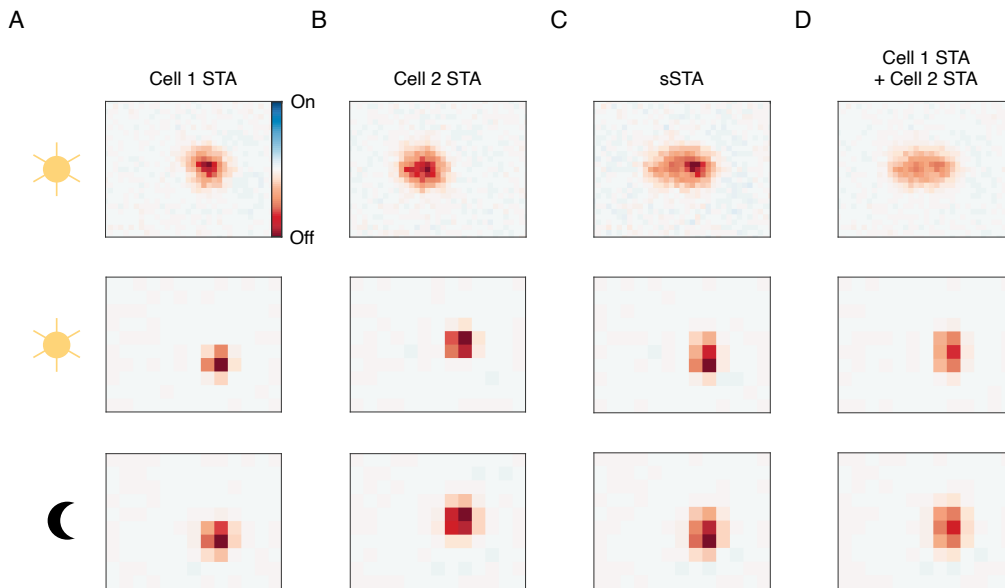 A
B
C
D
Cell 1 STA
Cell 2 STA
sSTA
Cell 1 STA
+ Cell 2 STA
On
Off